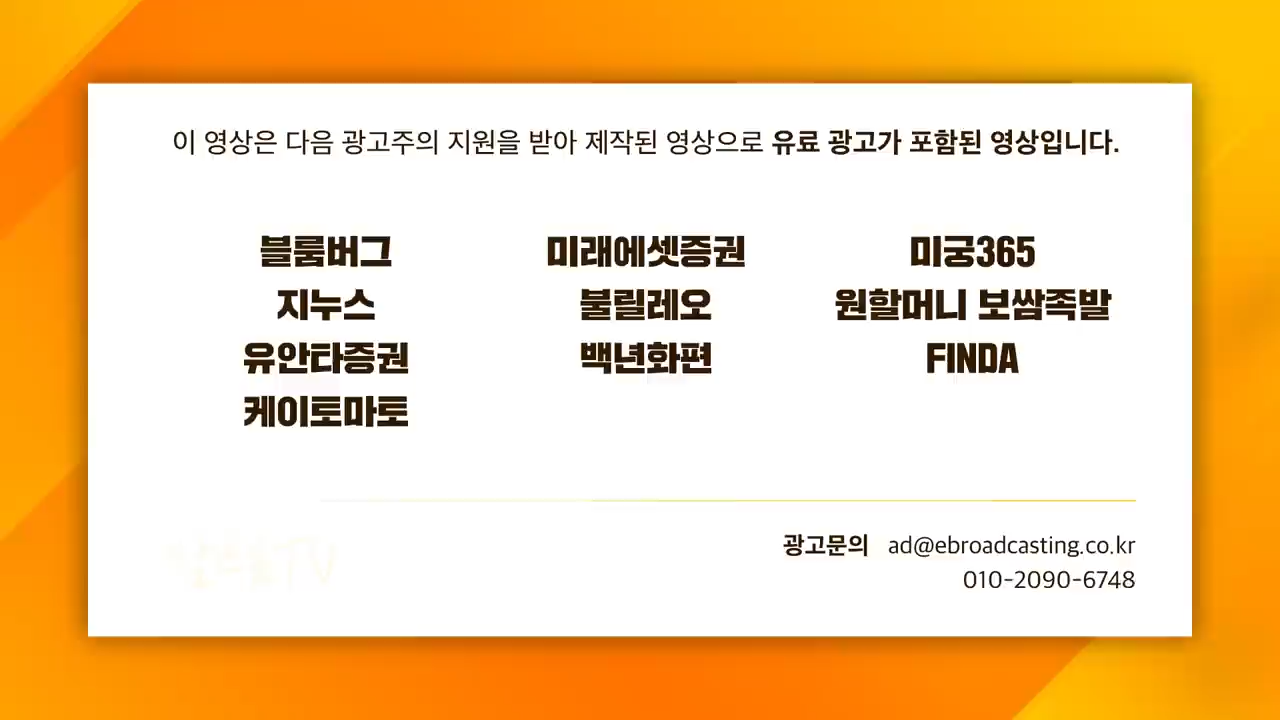 이 영상은 다음 광고주의 지원을 받아 제작된 영상으로 유료 광고가 포함된 영상입니다.
블룸버그 미래에셋증권 미궁365
지누스 불릴레오 원할머니 보쌈족발
유안타증권 백년화편 FINDA
케이토마토
광고문의 ad@ebroadcasting.co.kr
010-2090-6748